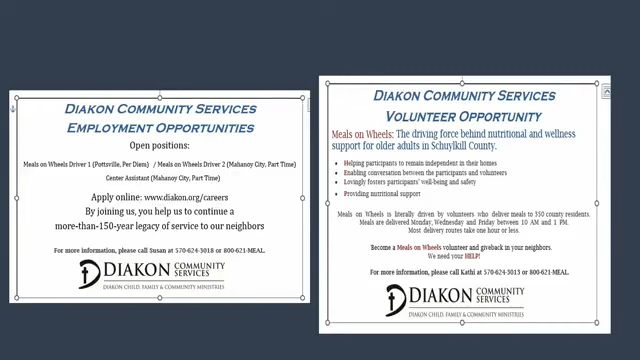 DIAKON COMMUNITY SERVICES
EMPLOYMENT OPPORTUNITIES
Open positions:
Meals on Wheels Driver 1 (Pottsville, Per Diem) / Meals on Wheels Driver 2 (Mahanoy City, Part Time)
Center Assistant (Mahanoy City, Part Time)
Apply online: www.diakon.org/careers
By joining us, you help us to continue a
more-than-150-year legacy of service to our neighbors
For more information, please call Susan at 570-624-3018 or 800-621-MEAL.
DIAKON COMMUNITY
SERVICES
DIAKON CHILD, FAMILY & COMMUNITY MINISTRIES
DIAKON COMMUNITY SERVICES
VOLUNTEER OPPORTUNITY
Meals on Wheels: The driving force behind nutritional and wellness
support for older adults in Schuylkill County.
• Helping participants to remain independent in their homes
• Enabling conversation between the participants and volunteers
• Lovingly fosters participants' well-being and safety
• Providing nutritional support
Meals on Wheels is literally driven by volunteers who deliver meals to 350 county residents.
Meals are delivered Monday, Wednesday and Friday between 10 AM and 1 PM.
Most delivery routes take one hour or less.
Become a Meals on Wheels volunteer and giveback in your neighbors.
We need your HELP!
For more information, please call Kathi at 570-624-3013 or 800-621-MEAL.
DIAKON COMMUNITY
SERVICES
DIAKON CHILD, FAMILY & COMMUNITY MINISTRIES